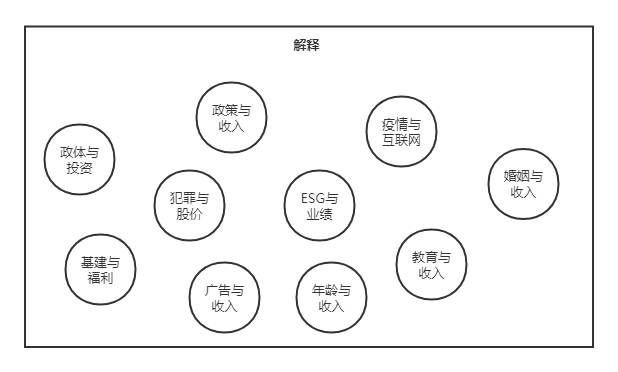 解释
政策与
收入
疫情与
互联网
政体与
投资
婚姻与
收入
犯罪与
股价
ESG与
业绩
基建与
福利
教育与
收入
广告与
收入
年龄与
收入